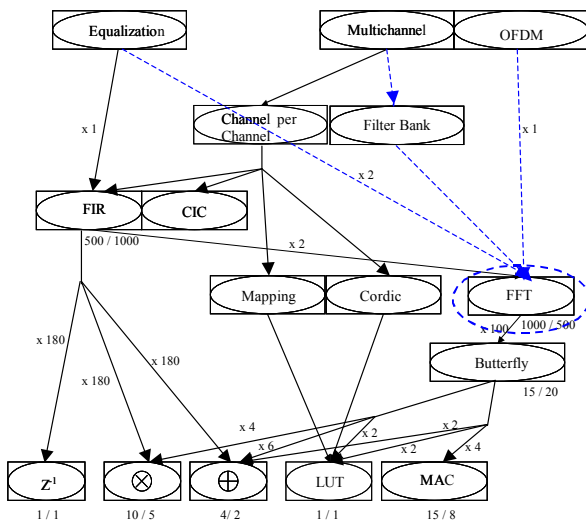 Equalization
Multichannel
OFDM
Channel per
Channel
Filter Bank
x 1
x 1
x 2
FIR
CIC
500 / 1000
x 2
Mapping
Cordic
FFT
x 100
1000 / 500
x 180
x 180
x 180
Butterfly
15 / 20
x 4
x 6
x 2
x 2
x 2
x 4
Z-1
LUT
MAC
1 / 1
10 / 5
4/ 2
1 / 1
15 / 8